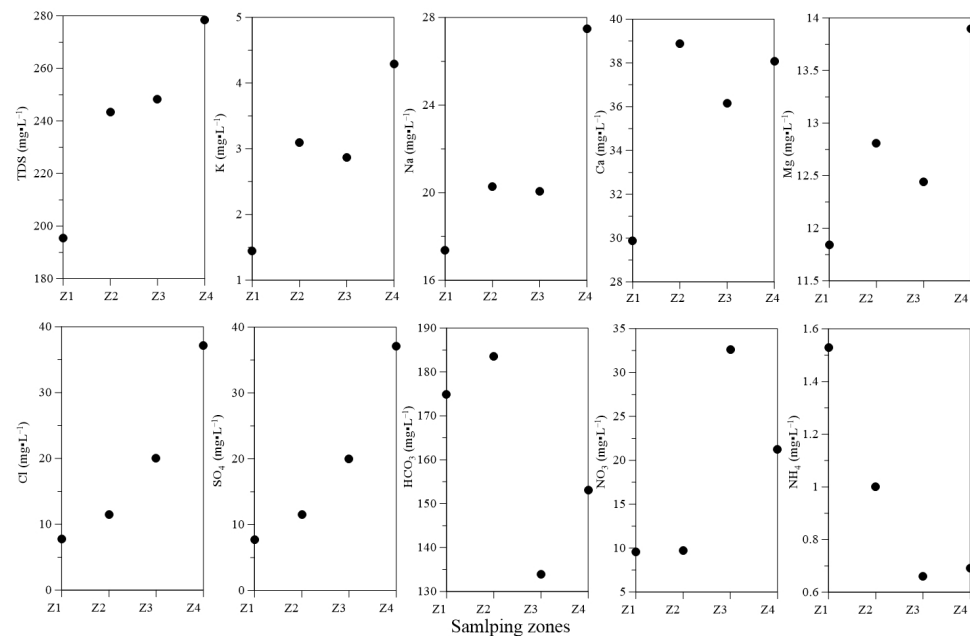 TDS (mg▪L⁻¹)
280
260
240
220
200
180
Z1 Z2 Z3 Z4
K (mg▪L⁻¹)
5
4
3
2
1
Z1 Z2 Z3 Z4
Na (mg▪L⁻¹)
28
24
20
16
Z1 Z2 Z3 Z4
Ca (mg▪L⁻¹)
40
38
36
34
32
30
28
Z1 Z2 Z3 Z4
Mg (mg▪L⁻¹)
14
13
12.5
12
11.5
Z1 Z2 Z3 Z4
Cl (mg▪L⁻¹)
40
30
20
10
0
Z1 Z2 Z3 Z4
SO₄ (mg▪L⁻¹)
40
30
20
10
0
Z1 Z2 Z3 Z4
HCO₃ (mg▪L⁻¹)
190
180
170
160
150
140
130
Z1 Z2 Z3 Z4
NO₃ (mg▪L⁻¹)
35
30
25
20
15
10
5
Z1 Z2 Z3 Z4
NH₄ (mg▪L⁻¹)
1.6
1.4
1.2
1
0.8
0.6
Z1 Z2 Z3 Z4
Samlping zones